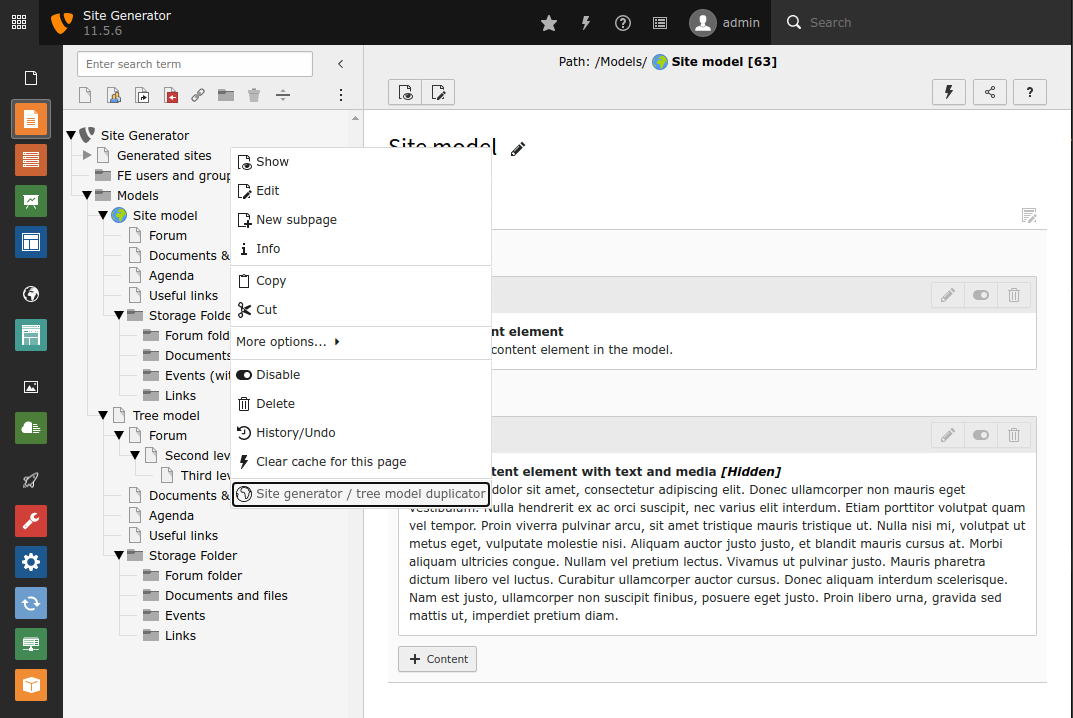 Site Generator
11.5.6
admin
Search
Enter search term
Path: /Models/ Site model [63]
Site Generator
Generated sites
FE users and group
Models
Site model
Forum
Documents &
Agenda
Useful links
Storage Folde
Forum fold
Documents
Events (wit
Links
Tree model
Forum
Second lev
Third lev
Documents &
Agenda
Useful links
Storage Folder
Forum folder
Documents and files
Events
Links
Show
Edit
New subpage
Info
Copy
Cut
More options...
Disable
Delete
History/Undo
Clear cache for this page
Site generator / tree model duplicator
Site model
nt element
content element in the model.
tent element with text and media [Hidden]
dolor sit amet, consectetur adipiscing elit. Donec ullamcorper non mauris eget
vestibulum. Nulla hendrerit ex ac orci suscipit, nec varius elit interdum. Etiam porttitor volutpat quam
vel tempor. Proin viverra pulvinar arcu, sit amet tristique mauris tristique ut. Nulla nisi mi, volutpat ut
metus eget, vulputate molestie nisi. Aliquam auctor justo justo, et blandit mauris cursus at. Morbi
aliquam ultricies congue. Nullam vel pretium lectus. Vivamus ut pulvinar justo. Mauris pharetra
dictum libero vel luctus. Curabitur ullamcorper auctor cursus. Donec aliquam interdum scelerisque.
Nam est justo, ullamcorper non suscipit finibus, posuere eget justo. Proin libero urna, gravida sed
mattis ut, imperdiet pretium diam.
+ Content